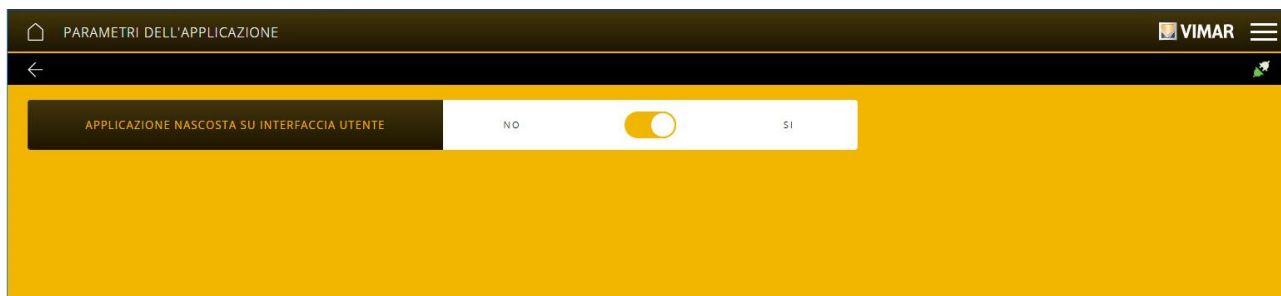 PARAMETRI DELL'APPLICAZIONE
VIMAR
APPLICAZIONE NASCOSTA SU INTERFACCIA UTENTE
NO
SI